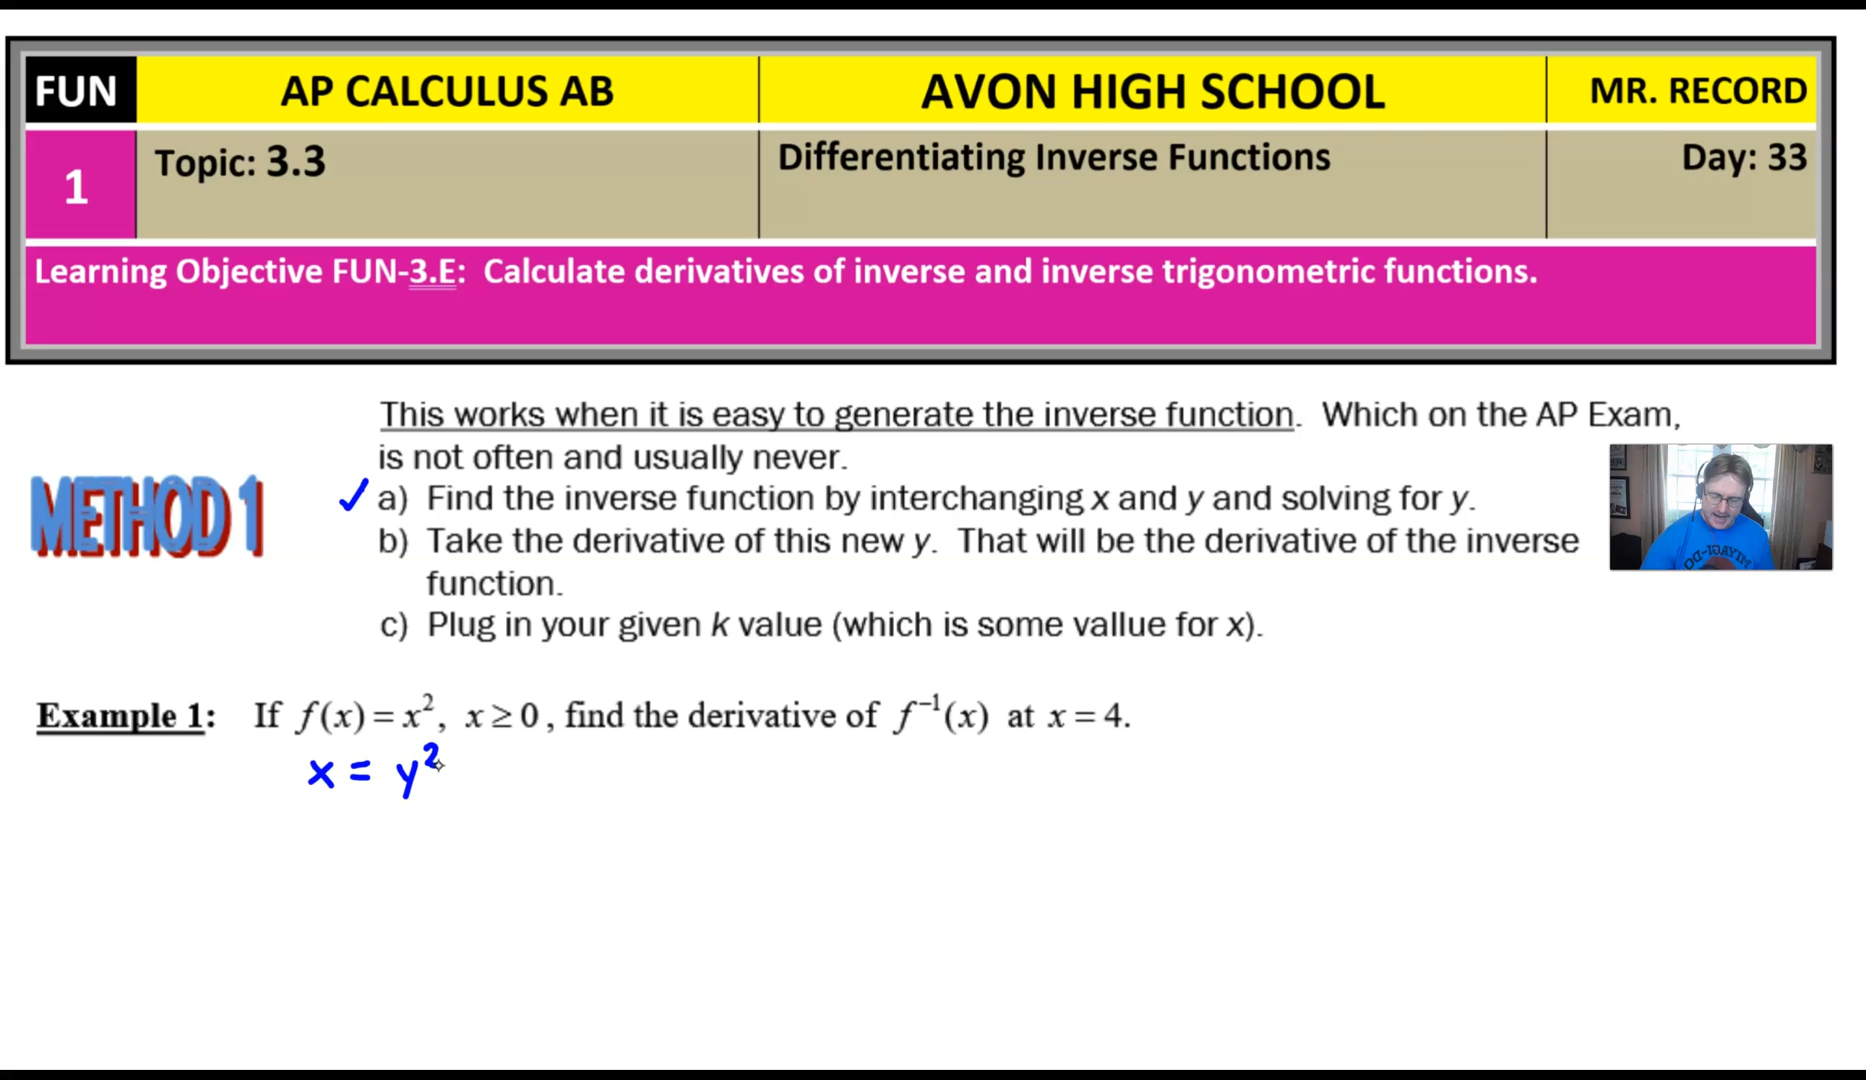 FUN AP CALCULUS AB AVON HIGH SCHOOL MR. RECORD
1 Topic: 3.3 Differentiating Inverse Functions Day: 33
Learning Objective FUN-3.E: Calculate derivatives of inverse and inverse trigonometric functions.
This works when it is easy to generate the inverse function. Which on the AP Exam,
is not often and usually never.
METHOD 1
✓ a) Find the inverse function by interchanging x and y and solving for y.
b) Take the derivative of this new y. That will be the derivative of the inverse
function.
c) Plug in your given k value (which is some vallue for x).
MIYAGI-DO
Example 1: If f(x) = x², x ≥ 0, find the derivative of f⁻¹(x) at x = 4.
x = y²